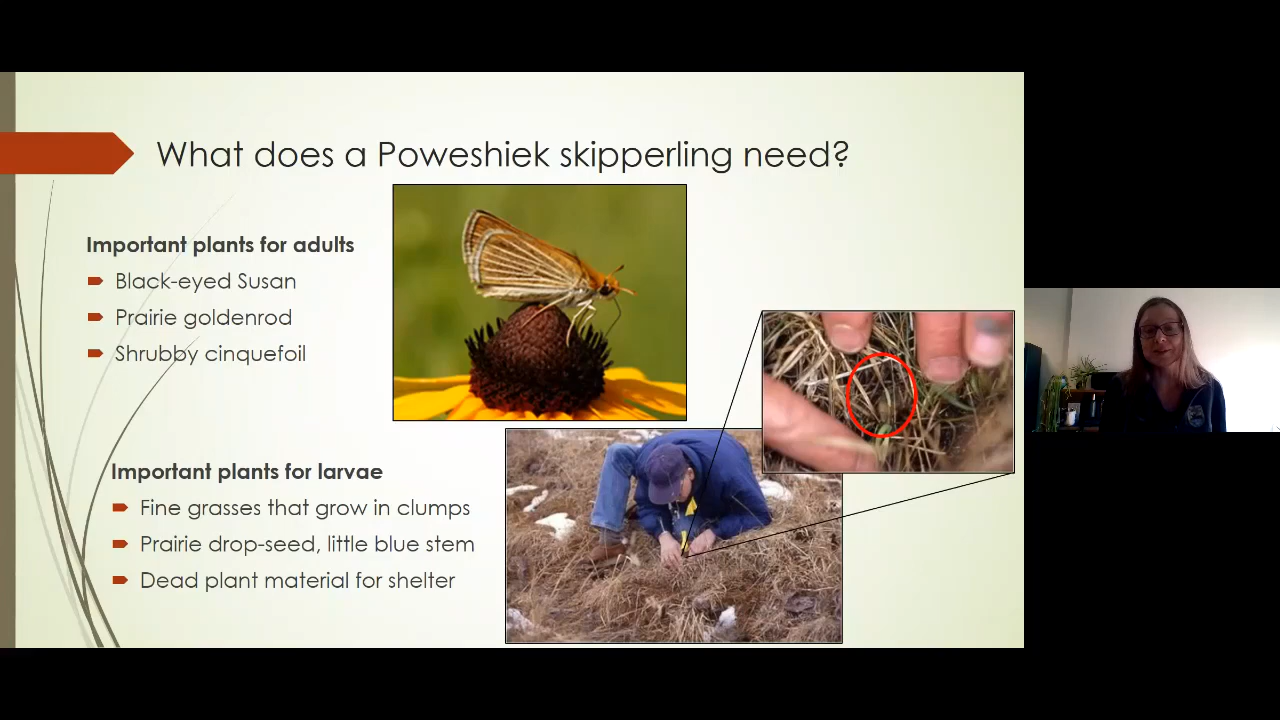 What does a Poweshiek skipperling need?
Important plants for adults
Black-eyed Susan
Prairie goldenrod
Shrubby cinquefoil
Important plants for larvae
Fine grasses that grow in clumps
Prairie drop-seed, little blue stem
Dead plant material for shelter